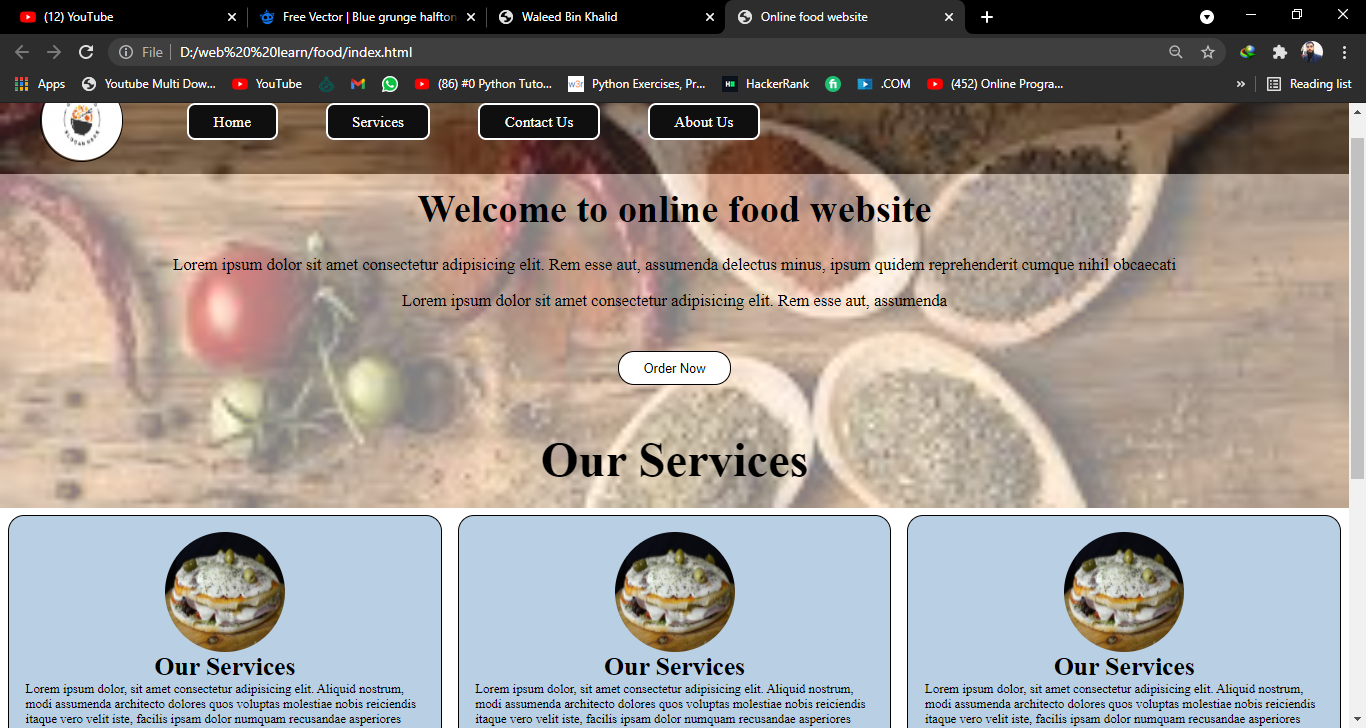 (12) YouTube
Free Vector | Blue grunge halfton
Waleed Bin Khalid
Online food website
File
D:/web%20%20learn/food/index.html
Apps
Youtube Multi Dow...
YouTube
(86) #0 Python Tuto...
w3r
Python Exercises, Pr...
HackerRank
.COM
(452) Online Progra...
»
Reading list
Home
Services
Contact Us
About Us
Welcome to online food website
Lorem ipsum dolor sit amet consectetur adipisicing elit. Rem esse aut, assumenda delectus minus, ipsum quidem reprehenderit cumque nihil obcaecati
Lorem ipsum dolor sit amet consectetur adipisicing elit. Rem esse aut, assumenda
Order Now
Our Services
Our Services
Lorem ipsum dolor, sit amet consectetur adipisicing elit. Aliquid nostrum,
modi assumenda architecto dolores quos voluptas molestiae nobis reiciendis
itaque vero velit iste, facilis ipsam dolor numquam recusandae asperiores
Our Services
Lorem ipsum dolor, sit amet consectetur adipisicing elit. Aliquid nostrum,
modi assumenda architecto dolores quos voluptas molestiae nobis reiciendis
itaque vero velit iste, facilis ipsam dolor numquam recusandae asperiores
Our Services
Lorem ipsum dolor, sit amet consectetur adipisicing elit. Aliquid nostrum,
modi assumenda architecto dolores quos voluptas molestiae nobis reiciendis
itaque vero velit iste, facilis ipsam dolor numquam recusandae asperiores